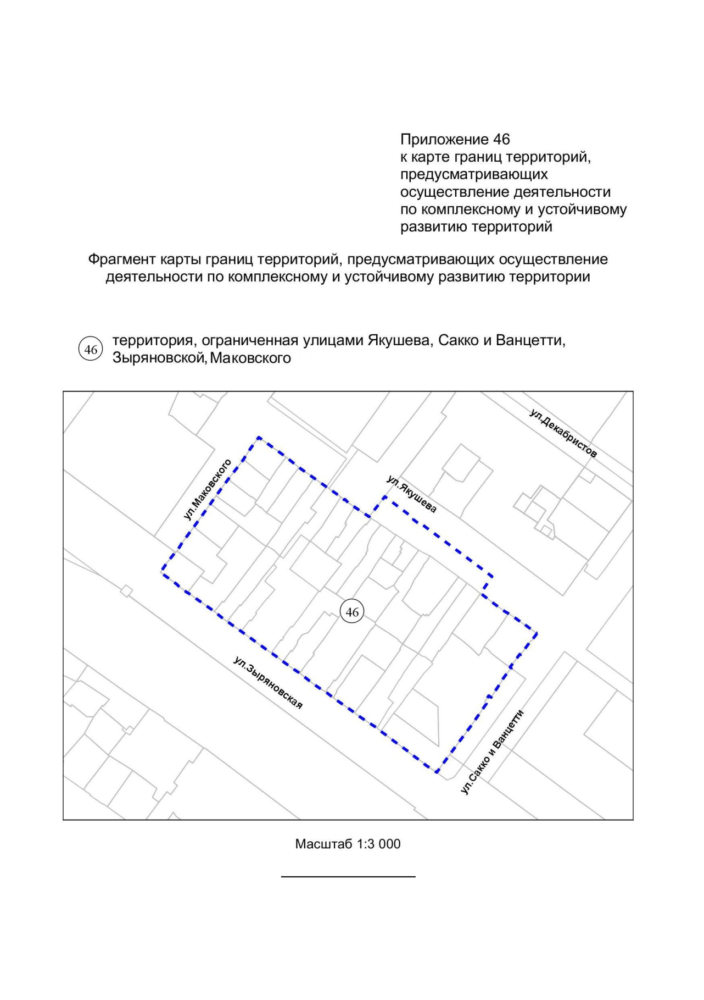 Приложение 46
к карте границ территорий,
предусматривающих
осуществление деятельности
по комплексному и устойчивому
развитию территорий
Фрагмент карты границ территорий, предусматривающих осуществление
деятельности по комплексному и устойчивому развитию территории
46
территория, ограниченная улицами Якушева, Сакко и Ванцетти,
Зыряновской, Маковского
ул.Декабристов
ул.Маковского
ул.Якушева
46
ул.Зыряновская
ул.Сакко и Ванцетти
Масштаб 1:3 000